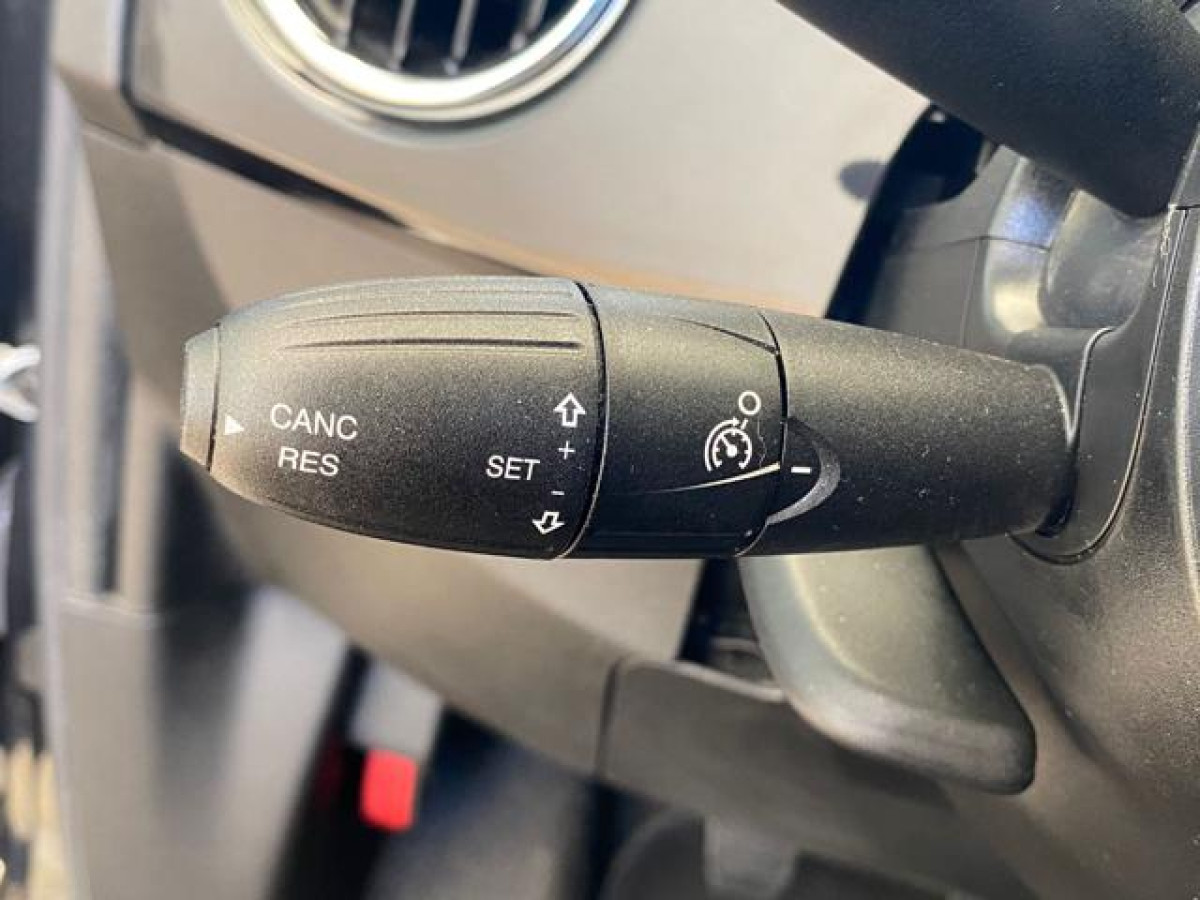 CANC
RES
SET
+
-